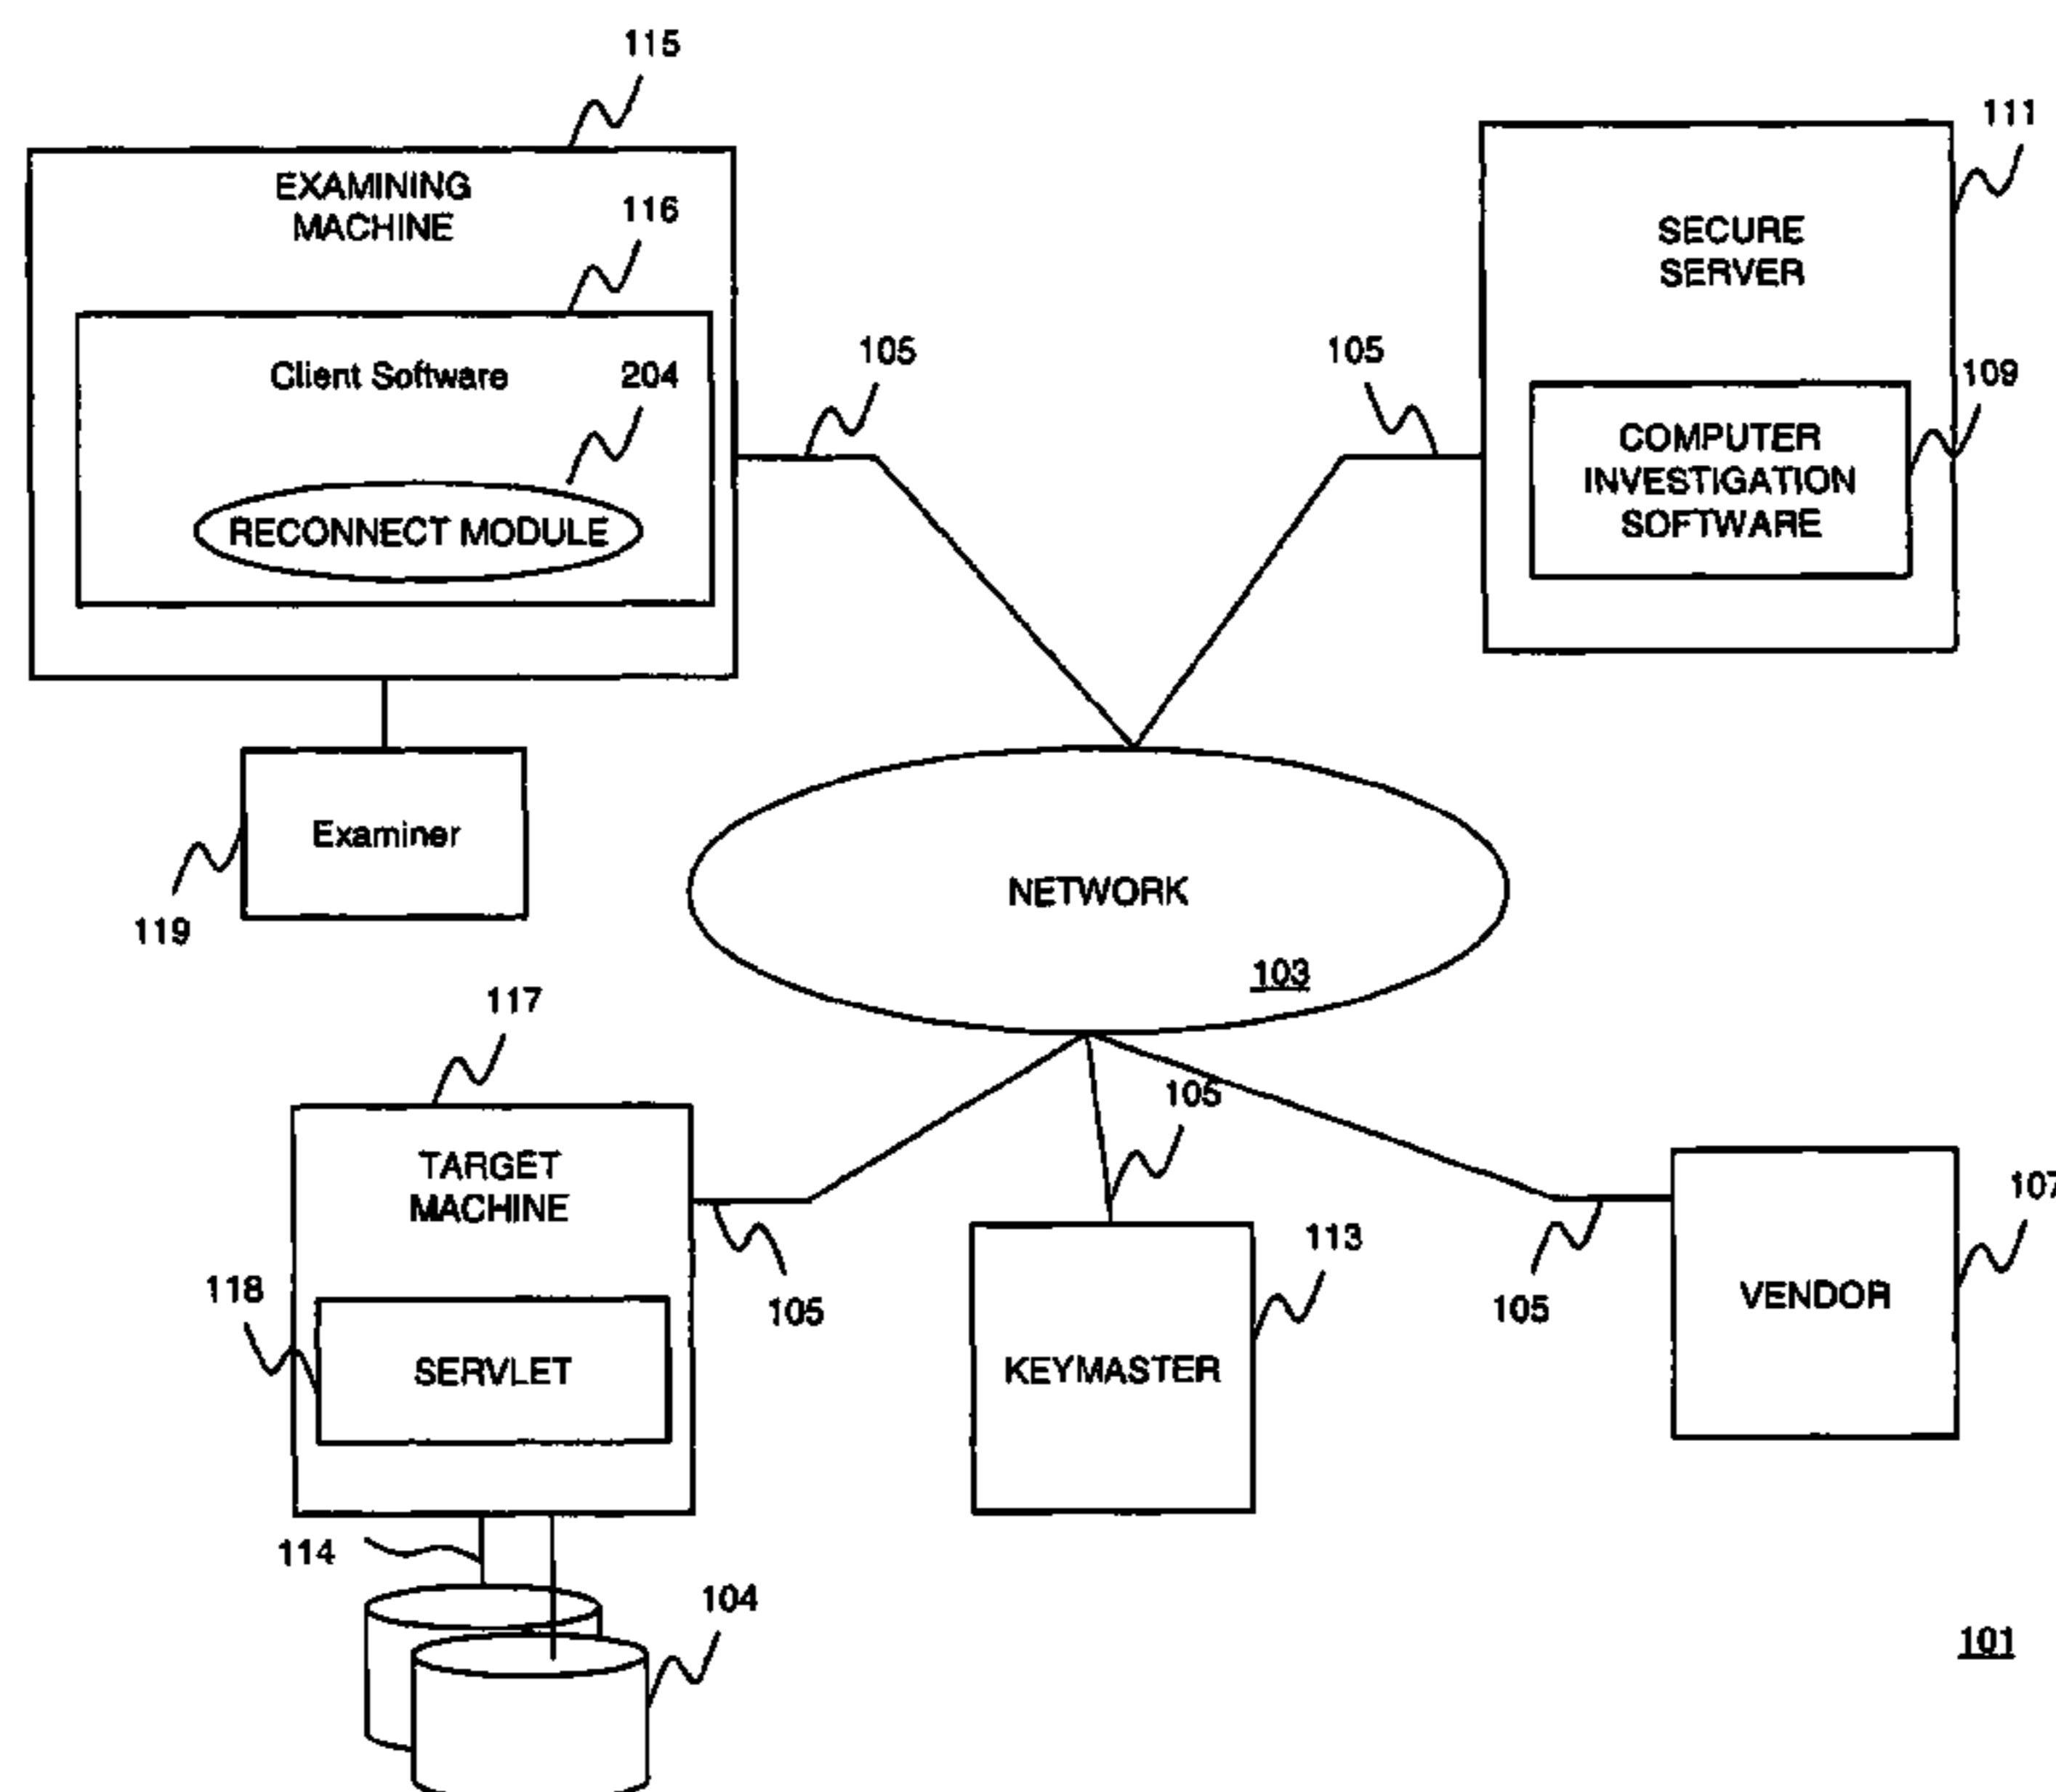 115
111
EXAMINING
MACHINE
116
SECURE
SERVER
Client Software
204
105
105
109
COMPUTER
INVESTIGATION
SOFTWARE
RECONNECT MODULE
Examiner
119
NETWORK
103
117
105
TARGET
MACHINE
107
113
118
105
105
VENDOR
SERVLET
KEYMASTER
114
104
101